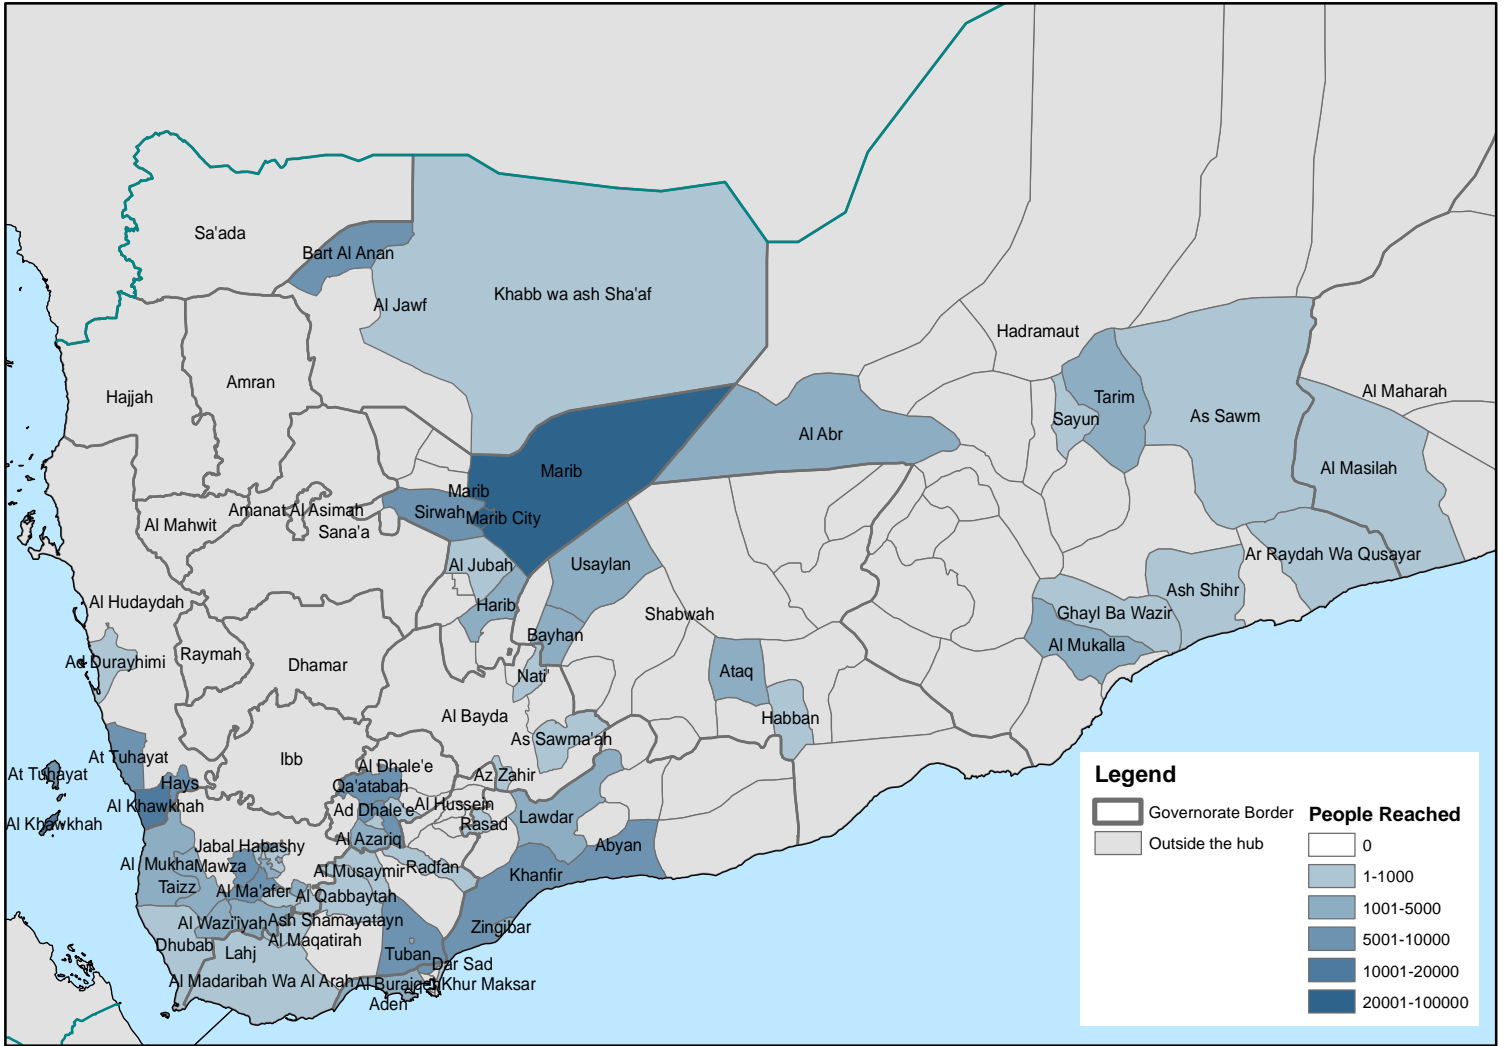 Sa'ada
Bart Al Anan
Khabb wa ash Sha'af
Al Jawf
Hadramaut
Amran
Hajjah
Al Maharah
Tarim
As Sawm
Sayun
Al Abr
Marib
Al Masilah
Marib
Sirwah
Marib City
Amanat Al Asimah
Al Mahwit
Sana'a
Al Jubah
Usaylan
Ar Raydah Wa Qusayar
Ash Shihr
Al Hudaydah
Harib
Shabwah
Ghayl Ba Wazir
Bayhan
Al Mukalla
Raymah
Ad Durayhimi
Dhamar
Nati'
Ataq
Al Bayda
Habban
As Sawma'ah
At Tuhayat
Ibb
Al Dhale'e
At Tuhayat
Az Zahir
Hays
Qa'atabah
Al Khawkhah
Ad Dhale'e
Al Hussein
Al Khawkhah
Rasad
Lawdar
Al Azariq
Abyan
Jabal Habashy
Al Mukha
Mawza
Al Musaymir
Radfan
Khanfir
Taizz
Al Ma'afer
Al Qabbaytah
Al Wazi'iyah
Ash Shamayatayn
Zingibar
Al Maqatirah
Dhubab
Lahj
Tuban
Dar Sad
Al Madaribah Wa Al Arah
Al Buraiqeh
Khur Maksar
Aden
Legend
Governorate Border
Outside the hub
People Reached
0
1-1000
1001-5000
5001-10000
10001-20000
20001-100000